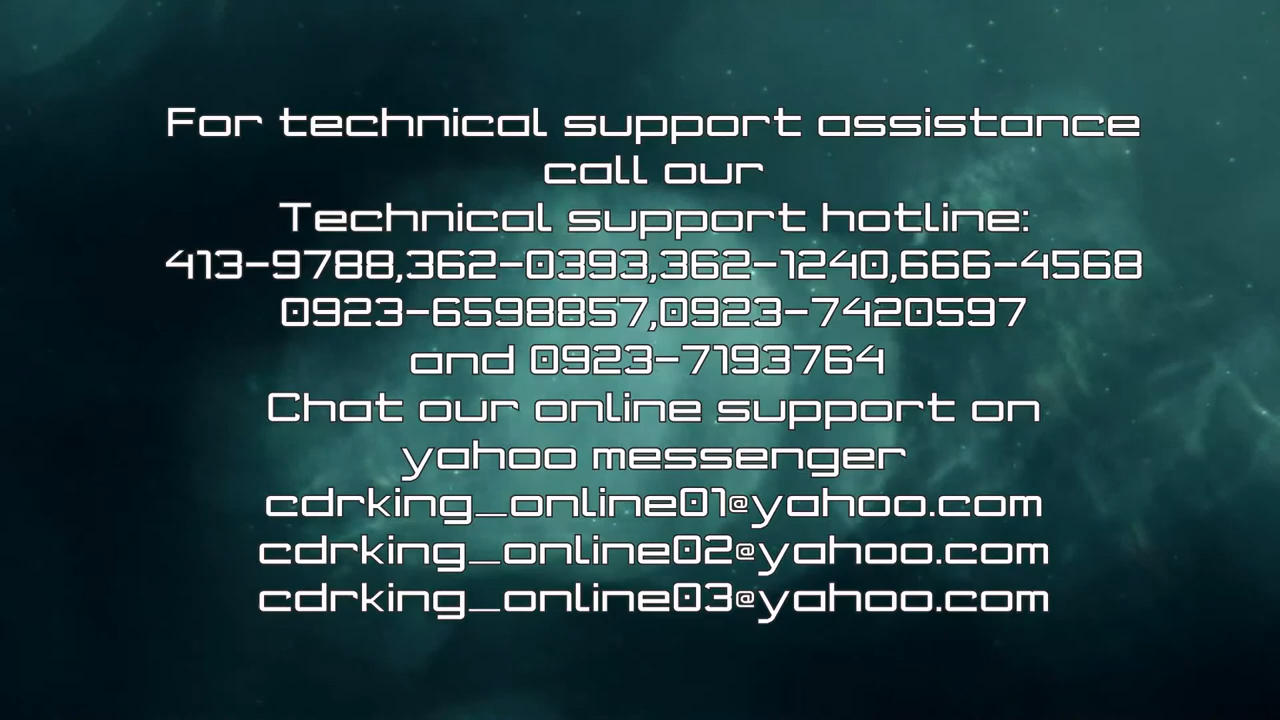 For technical support assistance
call our
Technical support hotline:
413-9788,362-0393,362-1240,666-4568
0923-6598857,0923-7420597
and 0923-7193764
Chat our online support on
yahoo messenger
cdrking_online01@yahoo.com
cdrking_online02@yahoo.com
cdrking_online03@yahoo.com